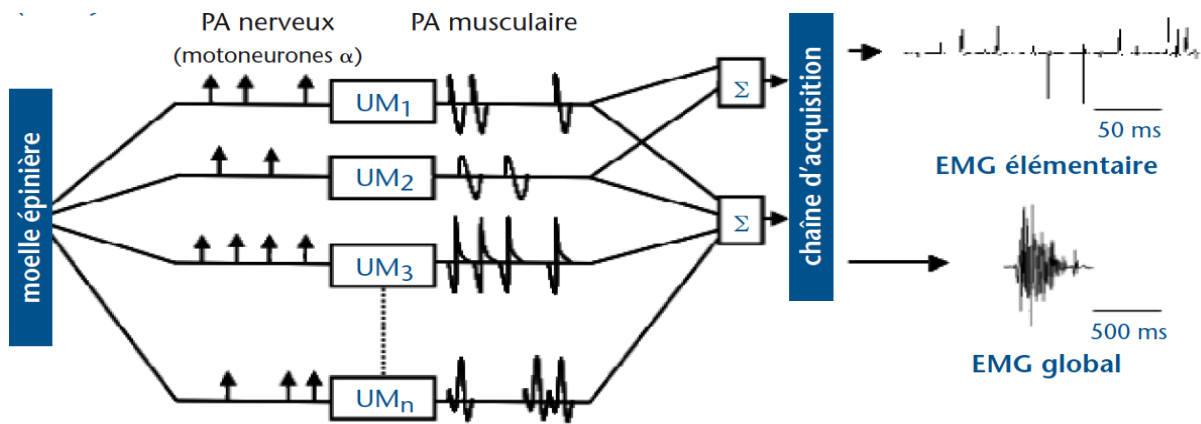 PA nerveux
(motoneurones α)
PA musculaire
moelle épinière
UM1
UM2
UM3
UMn
Σ
Σ
chaîne d'acquisition
50 ms
EMG élémentaire
500 ms
EMG global